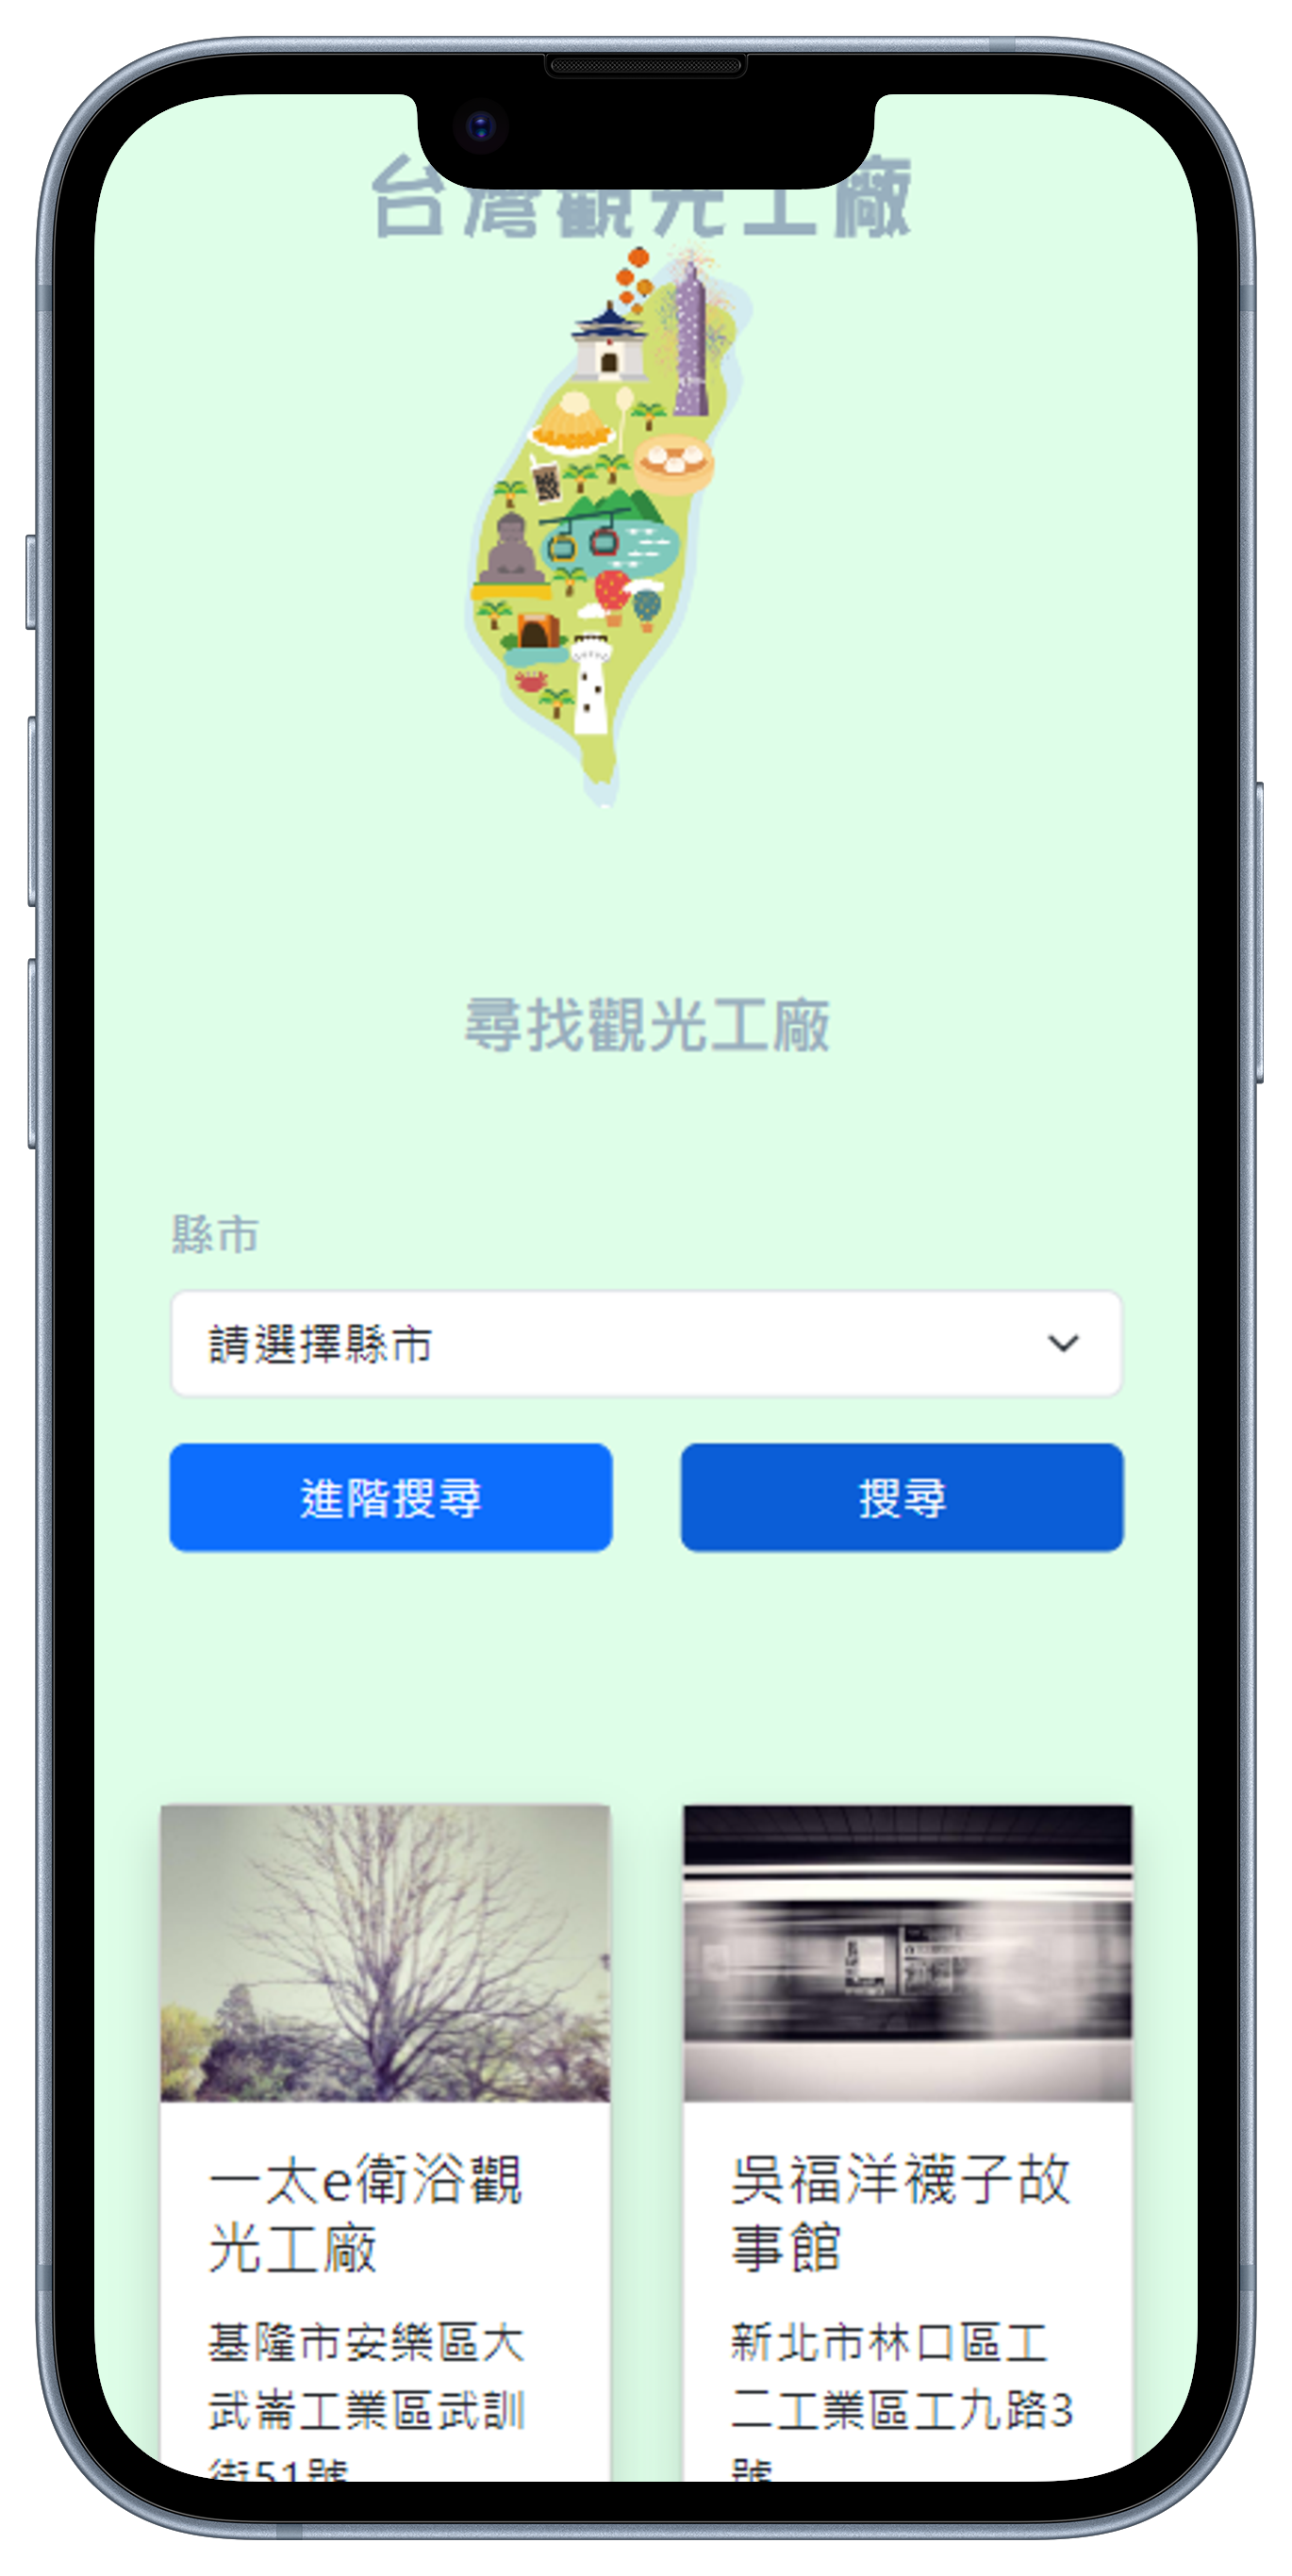 台灣觀光工廠
尋找觀光工廠
縣市
請選擇縣市
進階搜尋
搜尋
一太e衛浴觀
光工廠
基隆市安樂區大
武崙工業區武訓
街51號
吳福洋襪子故
事館
新北市林口區工
二工業區工九路3
號